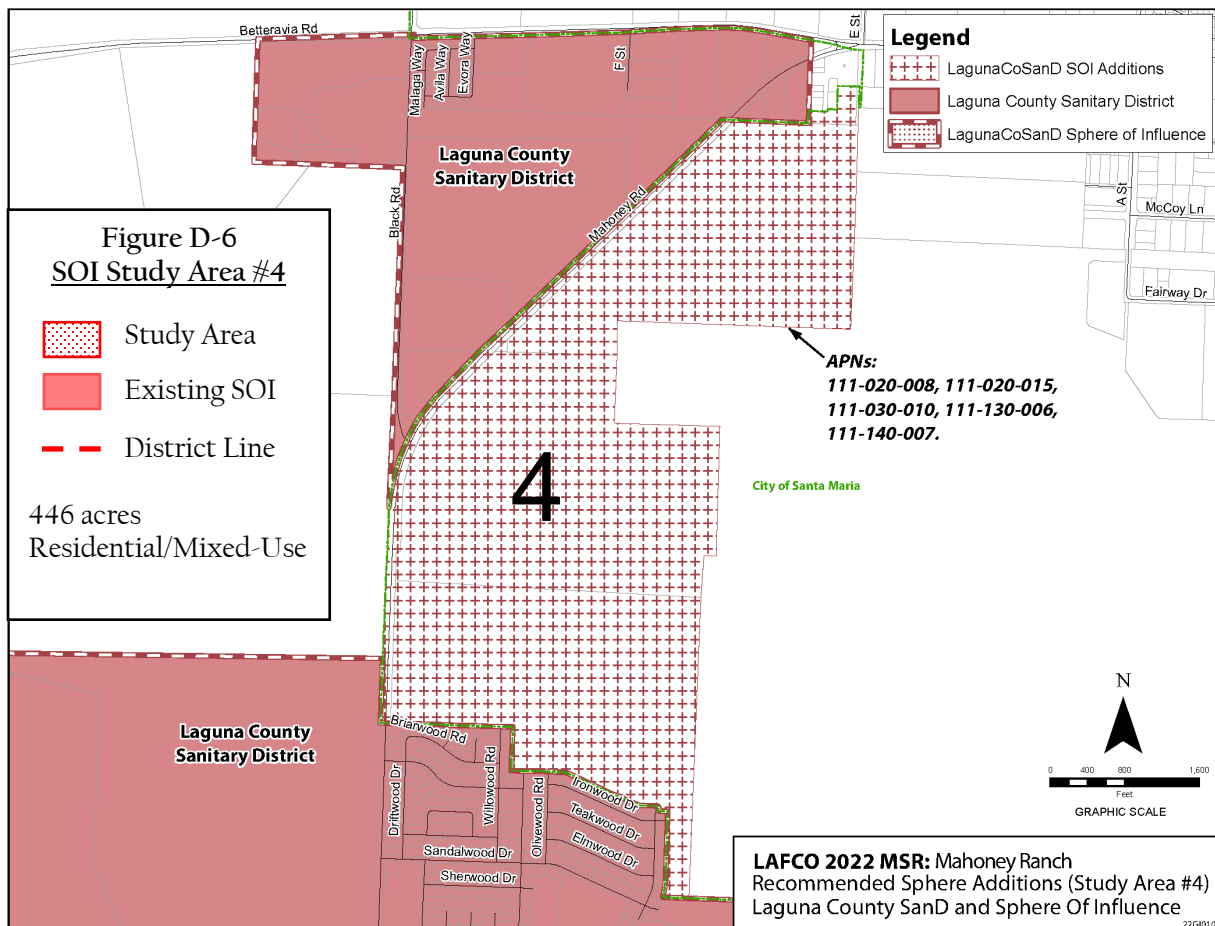 Betteravia Rd
E St
Malaga Way
Avila Way
Evora Way
F St
Legend
LagunaCoSanD SOI Additions
Laguna County Sanitary District
LagunaCoSanD Sphere of Influence
Laguna County
Sanitary District
A St
McCoy Ln
Black Rd
Mahoney Rd
Fairway Dr
Figure D-6
SOI Study Area #4
Study Area
Existing SOI
District Line
446 acres
Residential/Mixed-Use
APNs:
111-020-008, 111-020-015,
111-030-010, 111-130-006,
111-140-007.
4
City of Santa Maria
Laguna County
Sanitary District
Briarwood Rd
Driftwood Dr
Willowood Rd
Olivewood Rd
Ironwood Dr
Teakwood Dr
Elmwood Dr
Sandalwood Dr
Sherwood Dr
N
0 400 800 1,600
Feet
GRAPHIC SCALE
LAFCO 2022 MSR: Mahoney Ranch
Recommended Sphere Additions (Study Area #4)
Laguna County SanD and Sphere Of Influence